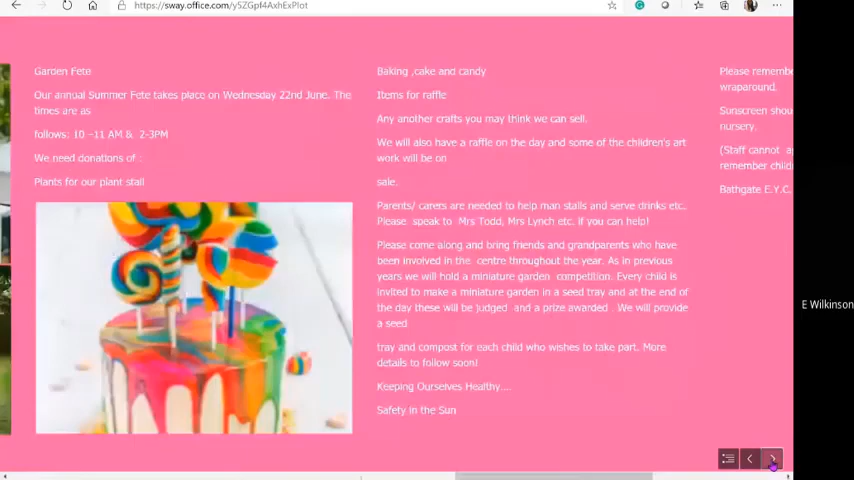 https://sway.office.com/y5ZGpf4AxhExPIot
Garden Fete
Our annual Summer Fete takes place on Wednesday 22nd June. The
times are as
follows: 10 -11 AM & 2-3PM
We need donations of :
Plants for our plant stall
Baking ,cake and candy
Items for raffle
Any another crafts you may think we can sell.
We will also have a raffle on the day and some of the children's art
work will be on
sale.
Parents/ carers are needed to help man stalls and serve drinks etc.
Please speak to Mrs Todd, Mrs Lynch etc. If you can help!
Please come along and bring friends and grandparents who have
been involved in the centre throughout the year. As in previous
years we will hold a miniature garden competition. Every child is
invited to make a miniature garden in a seed tray and at the end of
the day these will be judged and a prize awarded . We will provide
a seed
tray and compost for each child who wishes to take part. More
details to follow soon!
Keeping Ourselves Healthy....
Safety in the Sun
Please remembe
wraparound.
Sunscreen shou
nursery.
(Staff cannot a
remember child
Bathgate E.Y.C.
E Wilkinson